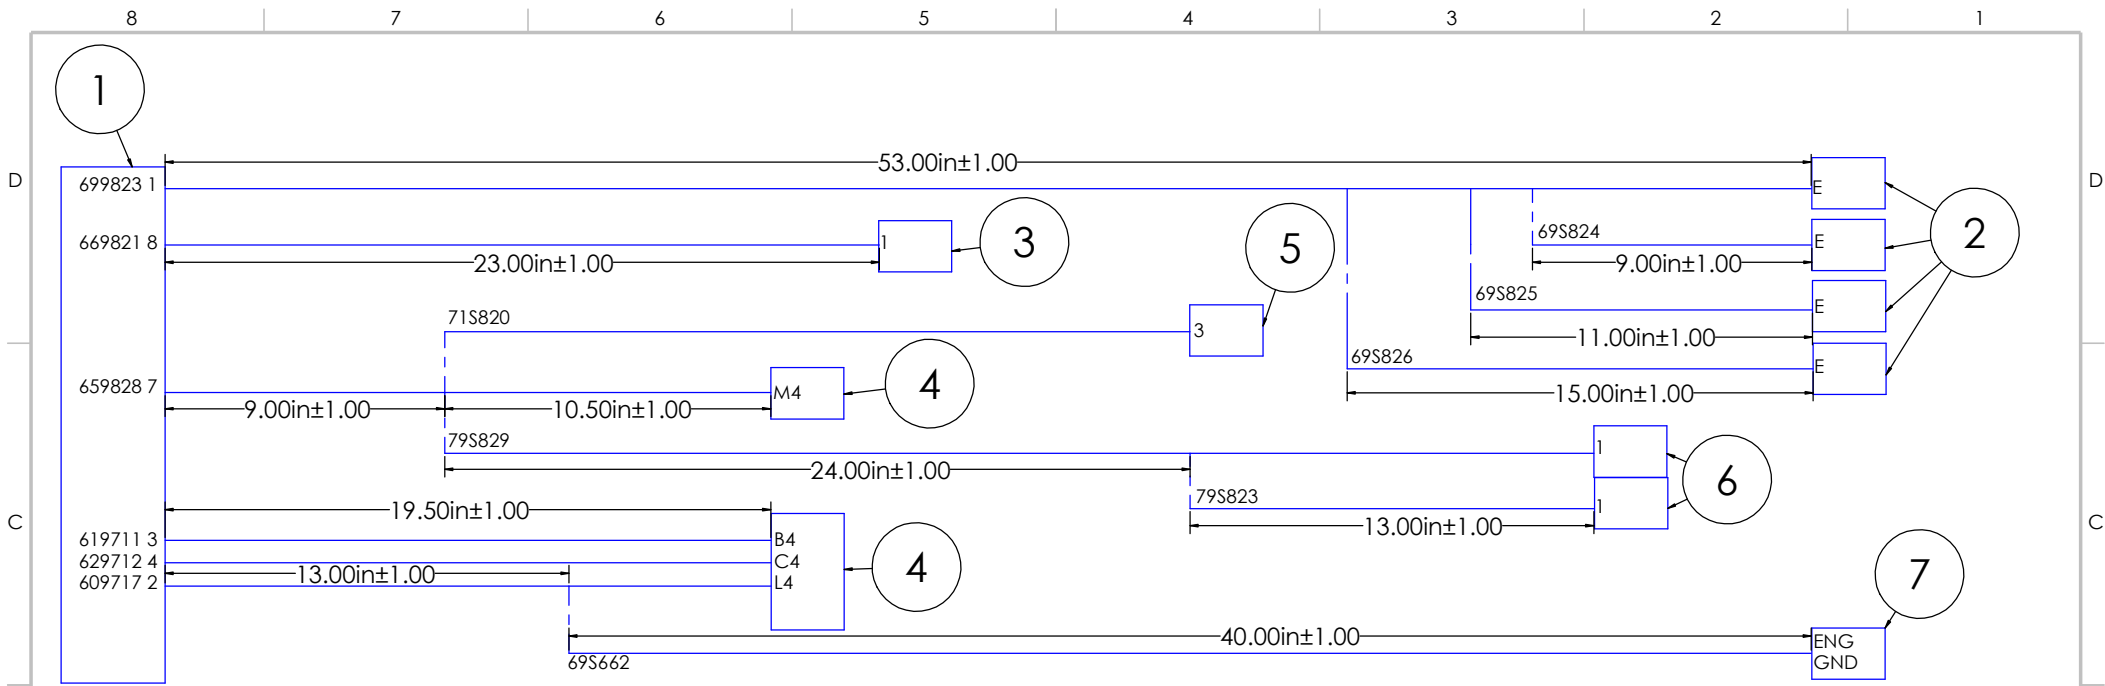 8 7 6 5 4 3 2 1
1
53.00in±1.00
D D
699823 1
E
2
669821 8
1
3
5
69S824
E
23.00in±1.00
9.00in±1.00
69S825
E
71S820
3
11.00in±1.00
69S826
E
659828 7
M4
4
15.00in±1.00
9.00in±1.00
10.50in±1.00
79S829
1
24.00in±1.00
6
79S823
1
19.50in±1.00
13.00in±1.00
C C
619711 3
B4
629712 4
C4
4
13.00in±1.00
7
609717 2
L4
40.00in±1.00
69S662
ENG
GND